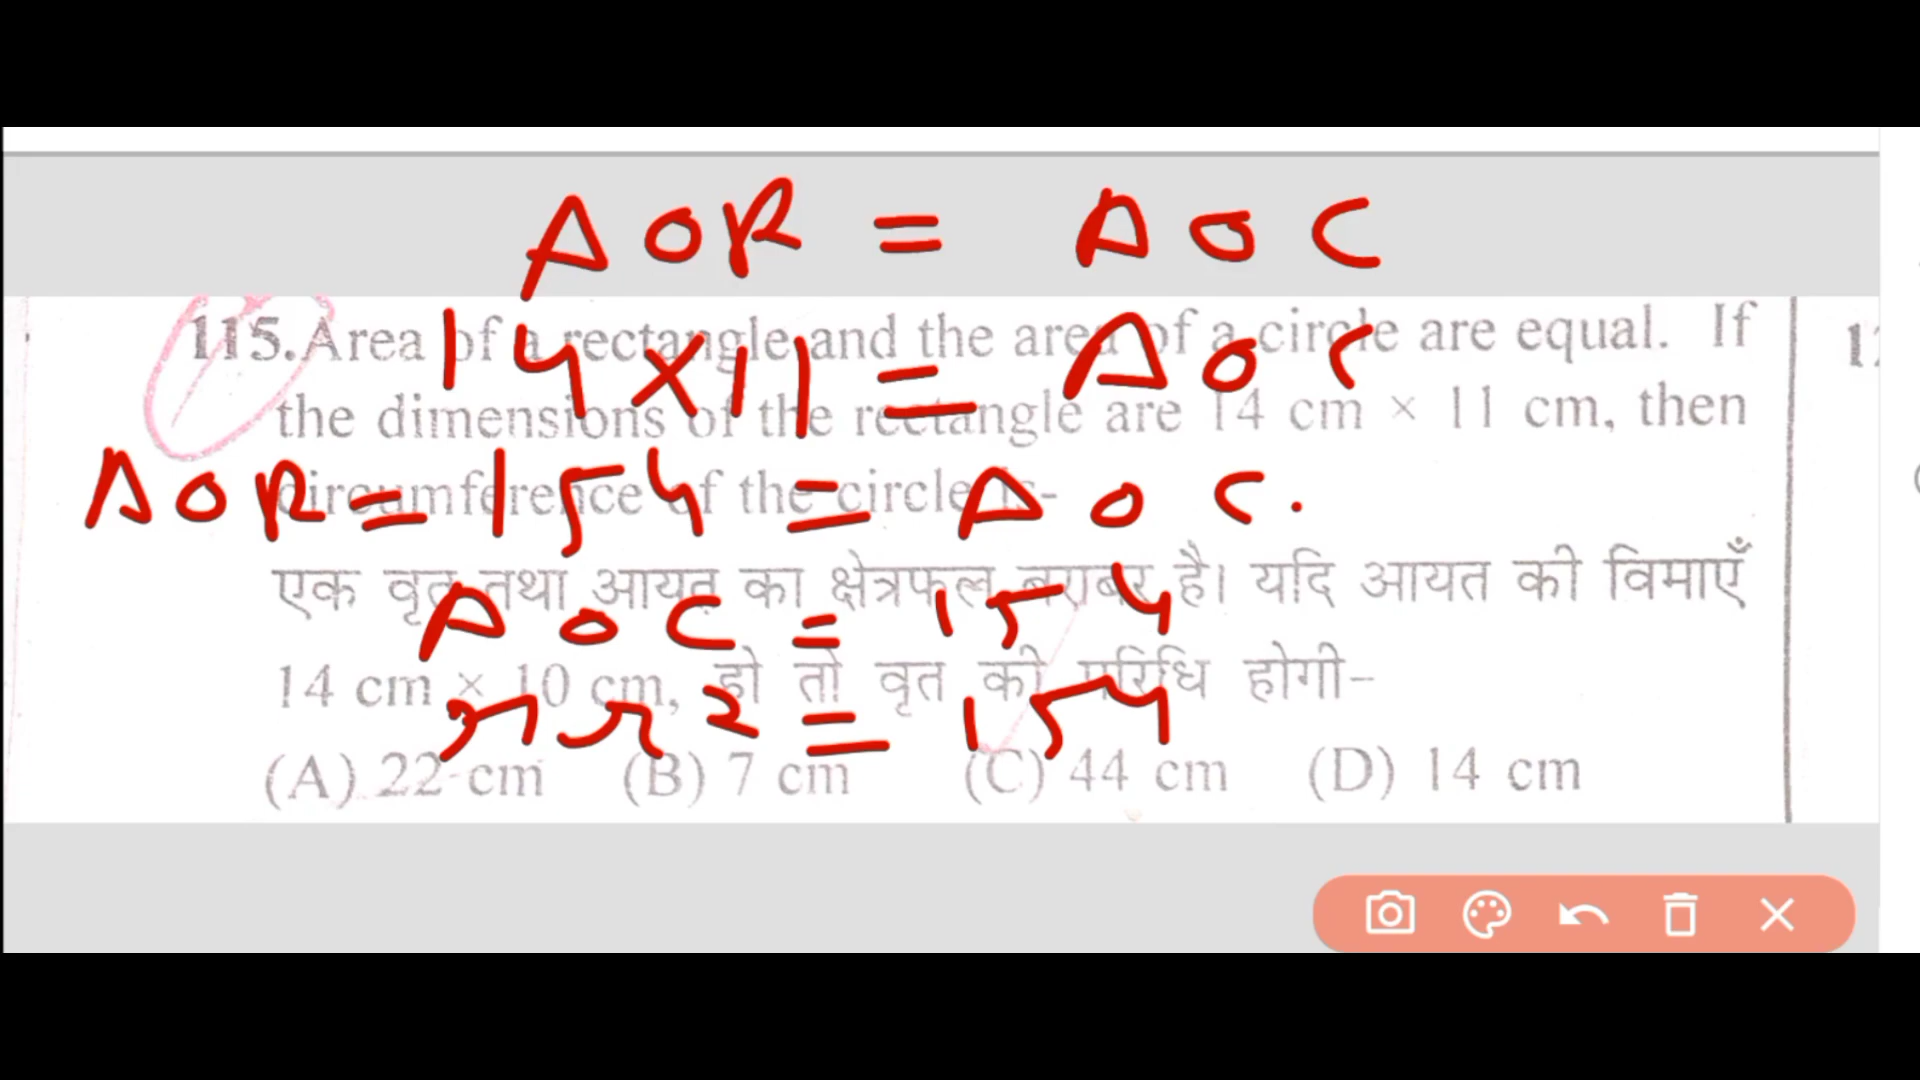 AOR = AOC
115. Area of a rectangle and the area of a circle are equal. If
14×11 = AOC
the dimensions of the rectangle are 14 cm × 11 cm, then
circumference of the circle is-
AOR = 154 = AOC.
एक वृत तथा आयत का क्षेत्रफल बराबर है। यदि आयत की विमाएँ
AOC = 154
14 cm × 10 cm, हो तो वृत की परिधि होगी–
πr2 = 154
(A) 22 cm (B) 7 cm (C) 44 cm (D) 14 cm